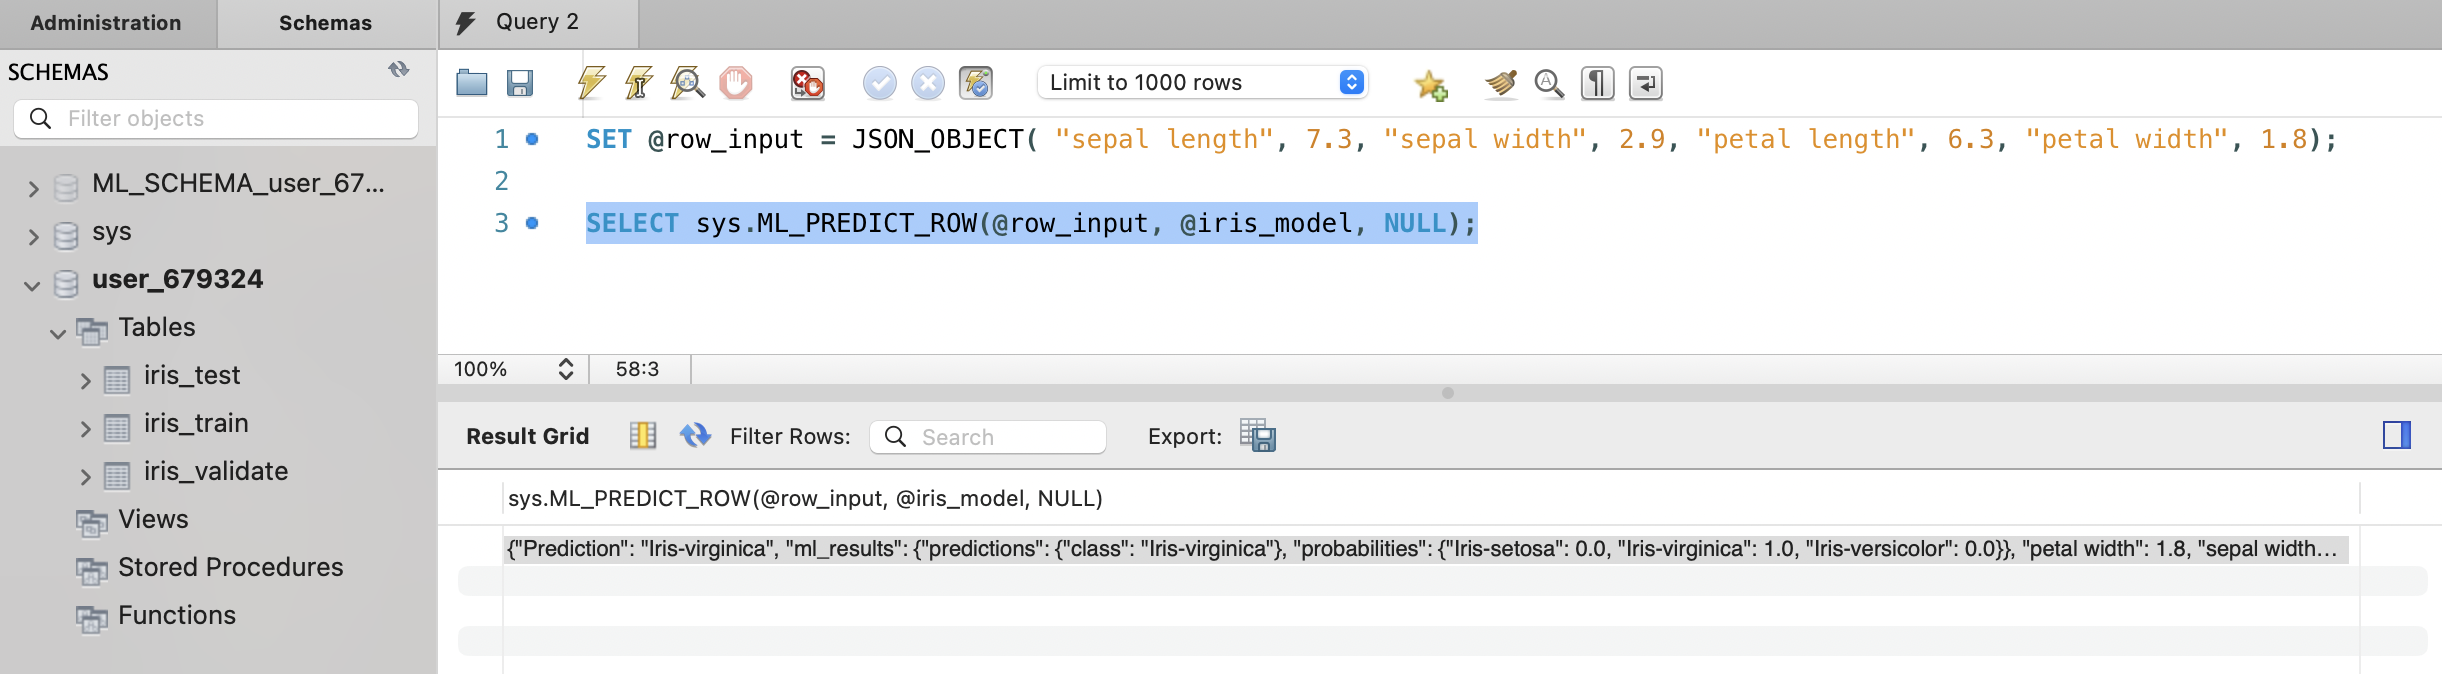 Administration
Schemas
Query 2
SCHEMAS
Filter objects
ML_SCHEMA_user_67...
sys
user_679324
Tables
iris_test
iris_train
iris_validate
Views
Stored Procedures
Functions
Limit to 1000 rows
1 SET @row_input = JSON_OBJECT( "sepal length", 7.3, "sepal width", 2.9, "petal length", 6.3, "petal width", 1.8);
2
3 SELECT sys.ML_PREDICT_ROW(@row_input, @iris_model, NULL);
100% 58:3
Result Grid Filter Rows: Search Export:
sys.ML_PREDICT_ROW(@row_input, @iris_model, NULL)
{"Prediction": "Iris-virginica", "ml_results": {"predictions": {"class": "Iris-virginica"}, "probabilities": {"Iris-setosa": 0.0, "Iris-virginica": 1.0, "Iris-versicolor": 0.0}}, "petal width": 1.8, "sepal width...